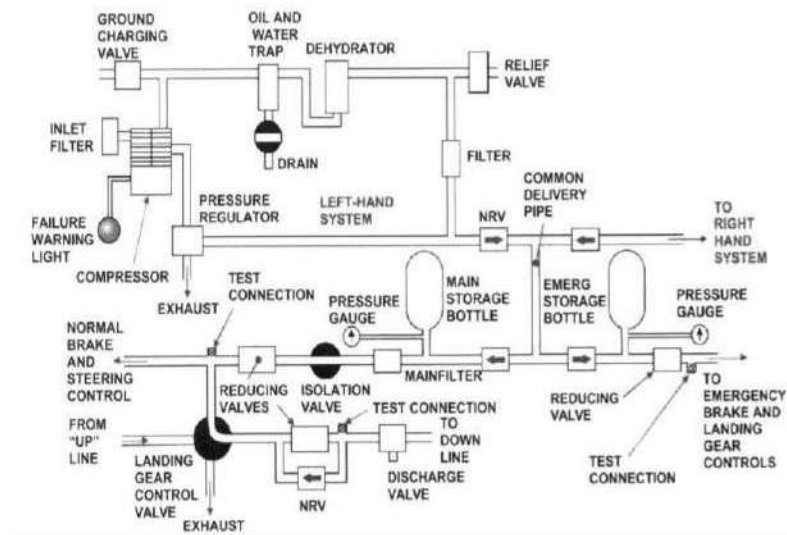 GROUND
CHARGING
VALVE
OIL AND
WATER
TRAP
DEHYDRATOR
RELIEF
VALVE
INLET
FILTER
DRAIN
FILTER
PRESSURE
REGULATOR
LEFT-HAND
SYSTEM
COMMON
DELIVERY
PIPE
NRV
TO
RIGHT
HAND
SYSTEM
FAILURE
WARNING
LIGHT
COMPRESSOR
EXHAUST
TEST
CONNECTION
PRESSURE
GAUGE
MAIN
STORAGE
BOTTLE
EMERG
STORAGE
BOTTLE
PRESSURE
GAUGE
NORMAL
BRAKE
AND
STEERING
CONTROL
REDUCING
VALVES
ISOLATION
VALVE
MAINFILTER
REDUCING
VALVE
TO
EMERGENCY
BRAKE AND
LANDING
GEAR
CONTROLS
TEST
CONNECTION
FROM
"UP"
LINE
LANDING
GEAR
CONTROL
VALVE
EXHAUST
TEST CONNECTION
TO
DOWN
LINE
NRV
DISCHARGE
VALVE